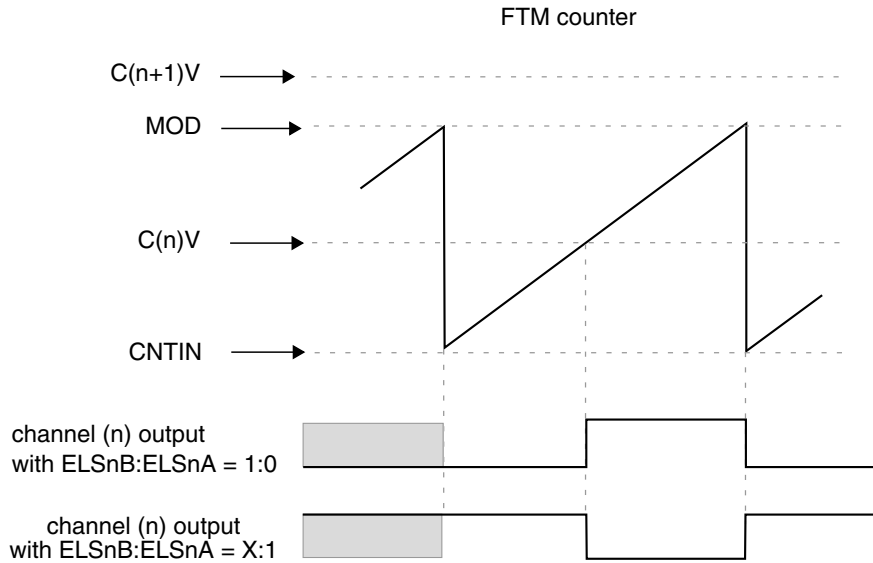 FTM counter
C(n+1)V
MOD
C(n)V
CNTIN
channel (n) output
with ELSnB:ELSnA = 1:0
channel (n) output
with ELSnB:ELSnA = X:1